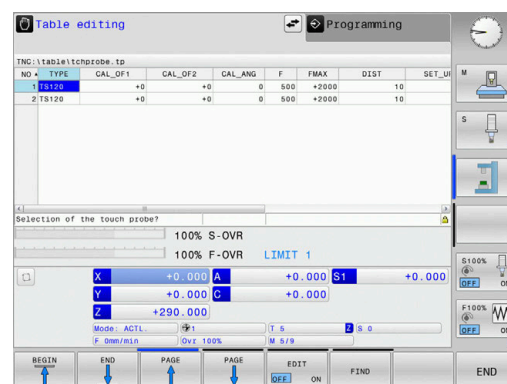 Table editing
Programming
TNC:\table\tchprobe.tp
NO TYPE CAL_OF1 CAL_OF2 CAL_ANG F FMAX DIST SET_UP
1 TS120 +0 +0 0 500 +2000 10
2 TS120 +0 +0 0 500 +2000 10
Selection of the touch probe?
100% S-OVR
100% F-OVR LIMIT 1
X +0.000 A +0.000 S1 +0.000
Y +0.000 C +0.000
Z +290.000
Mode: ACTL. 1 T 5 Z S 0
F 0mm/min Ovr 100% M 5/9
BEGIN
END
PAGE
PAGE
EDIT
OFF ON
FIND
END
M
S
S100%
OFF ON
F100%
OFF ON